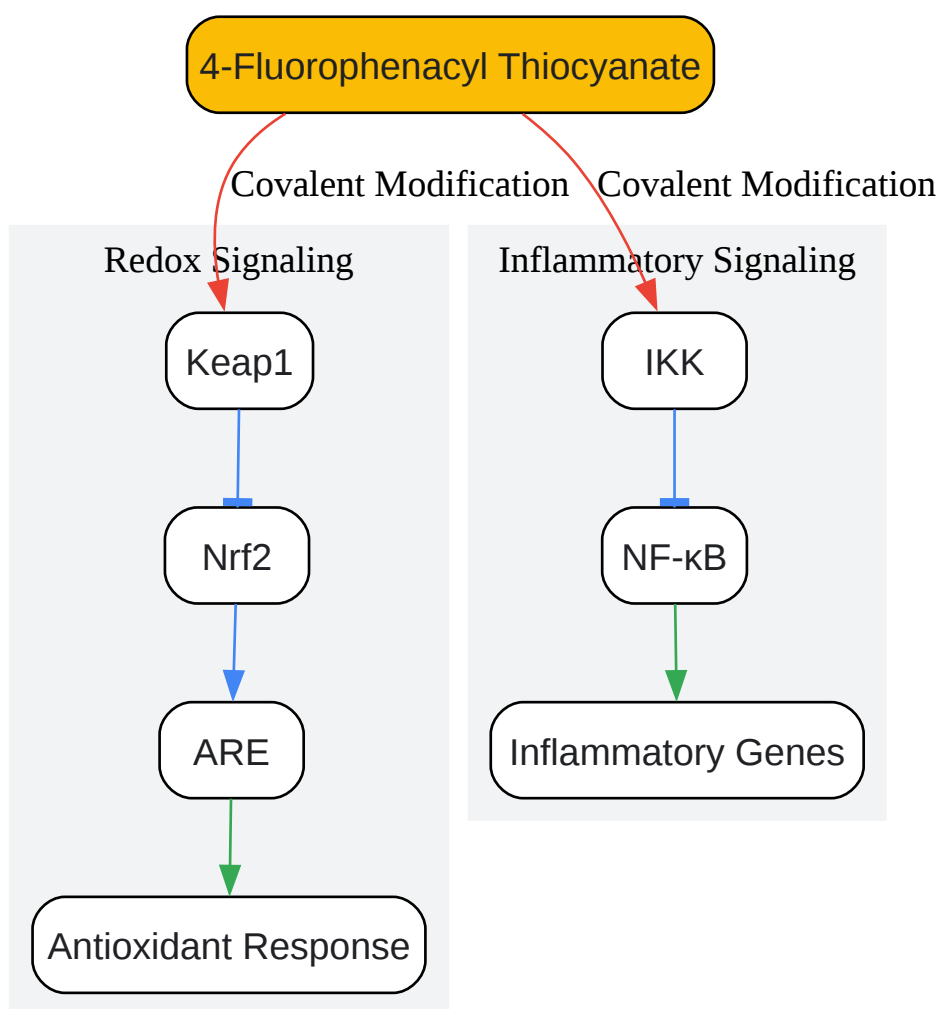 4-Fluorophenacyl Thiocyanate
Covalent Modification
Covalent Modification
Redox Signaling
Inflammatory Signaling
Keap1
IKK
Nrf2
NF-κB
ARE
Inflammatory Genes
Antioxidant Response